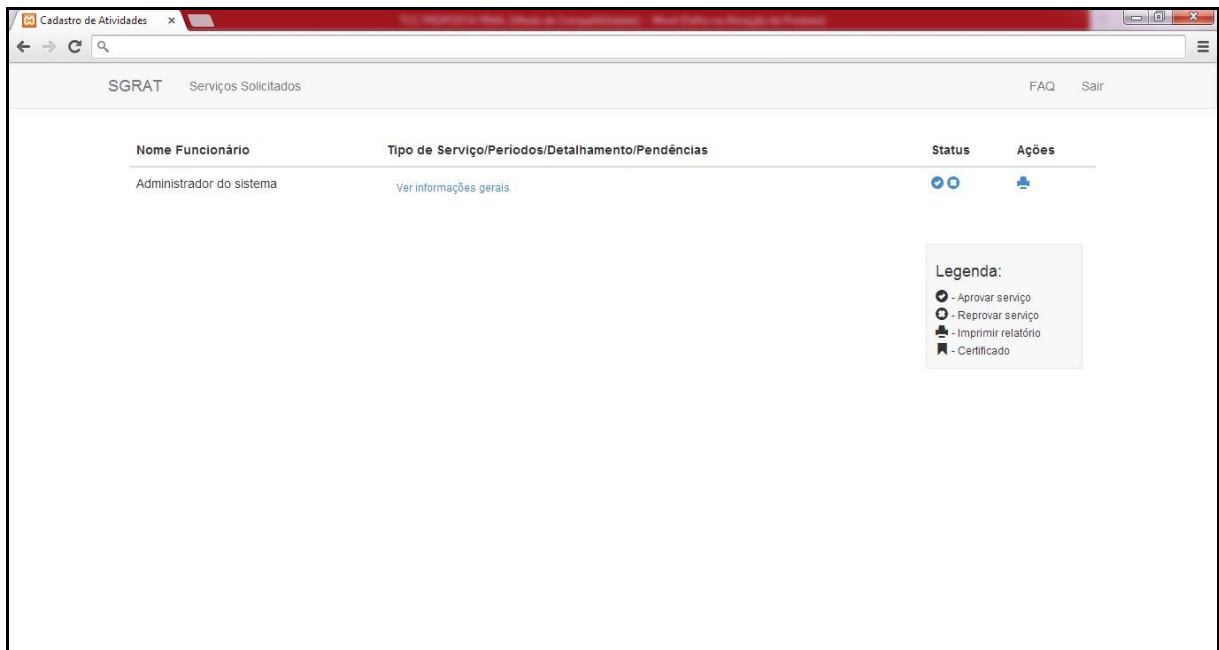 Cadastro de Atividades
SGRAT Serviços Solicitados FAQ Sair
Nome Funcionário Tipo de Serviço/Períodos/Detalhamento/Pendências Status Ações
Administrador do sistema Ver informações gerais
Legenda:
- Aprovar serviço
- Reprovar serviço
- Imprimir relatório
- Certificado